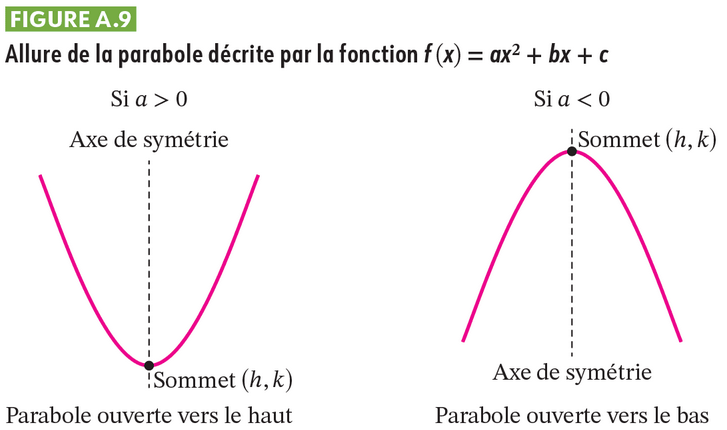 FIGURE A.9
Allure de la parabole décrite par la fonction f(x) = ax² + bx + c
Si a > 0
Axe de symétrie
Sommet (h, k)
Parabole ouverte vers le haut
Si a < 0
Sommet (h, k)
Axe de symétrie
Parabole ouverte vers le bas